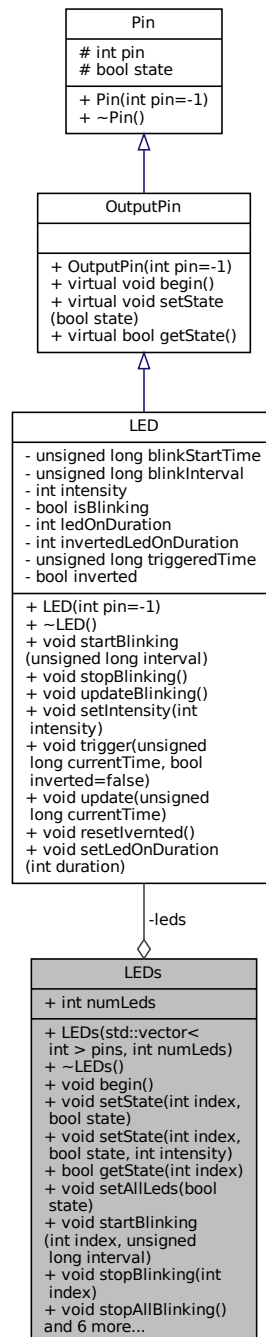 Pin
# int pin
# bool state
+ Pin(int pin=-1)
+ ~Pin()
OutputPin
+ OutputPin(int pin=-1)
+ virtual void begin()
+ virtual void setState
(bool state)
+ virtual bool getState()
LED
- unsigned long blinkStartTime
- unsigned long blinkInterval
- int intensity
- bool isBlinking
- int ledOnDuration
- int invertedLedOnDuration
- unsigned long triggeredTime
- bool inverted
+ LED(int pin=-1)
+ ~LED()
+ void startBlinking
(unsigned long interval)
+ void stopBlinking()
+ void updateBlinking()
+ void setIntensity(int
intensity)
+ void trigger(unsigned
long currentTime, bool
inverted=false)
+ void update(unsigned
long currentTime)
+ void resetIvernted()
+ void setLedOnDuration
(int duration)
-leds
LEDs
+ int numLeds
+ LEDs(std::vector<
int > pins, int numLeds)
+ ~LEDs()
+ void begin()
+ void setState(int index,
bool state)
+ void setState(int index,
bool state, int intensity)
+ bool getState(int index)
+ void setAllLeds(bool
state)
+ void startBlinking
(int index, unsigned
long interval)
+ void stopBlinking(int
index)
+ void stopAllBlinking()
and 6 more...